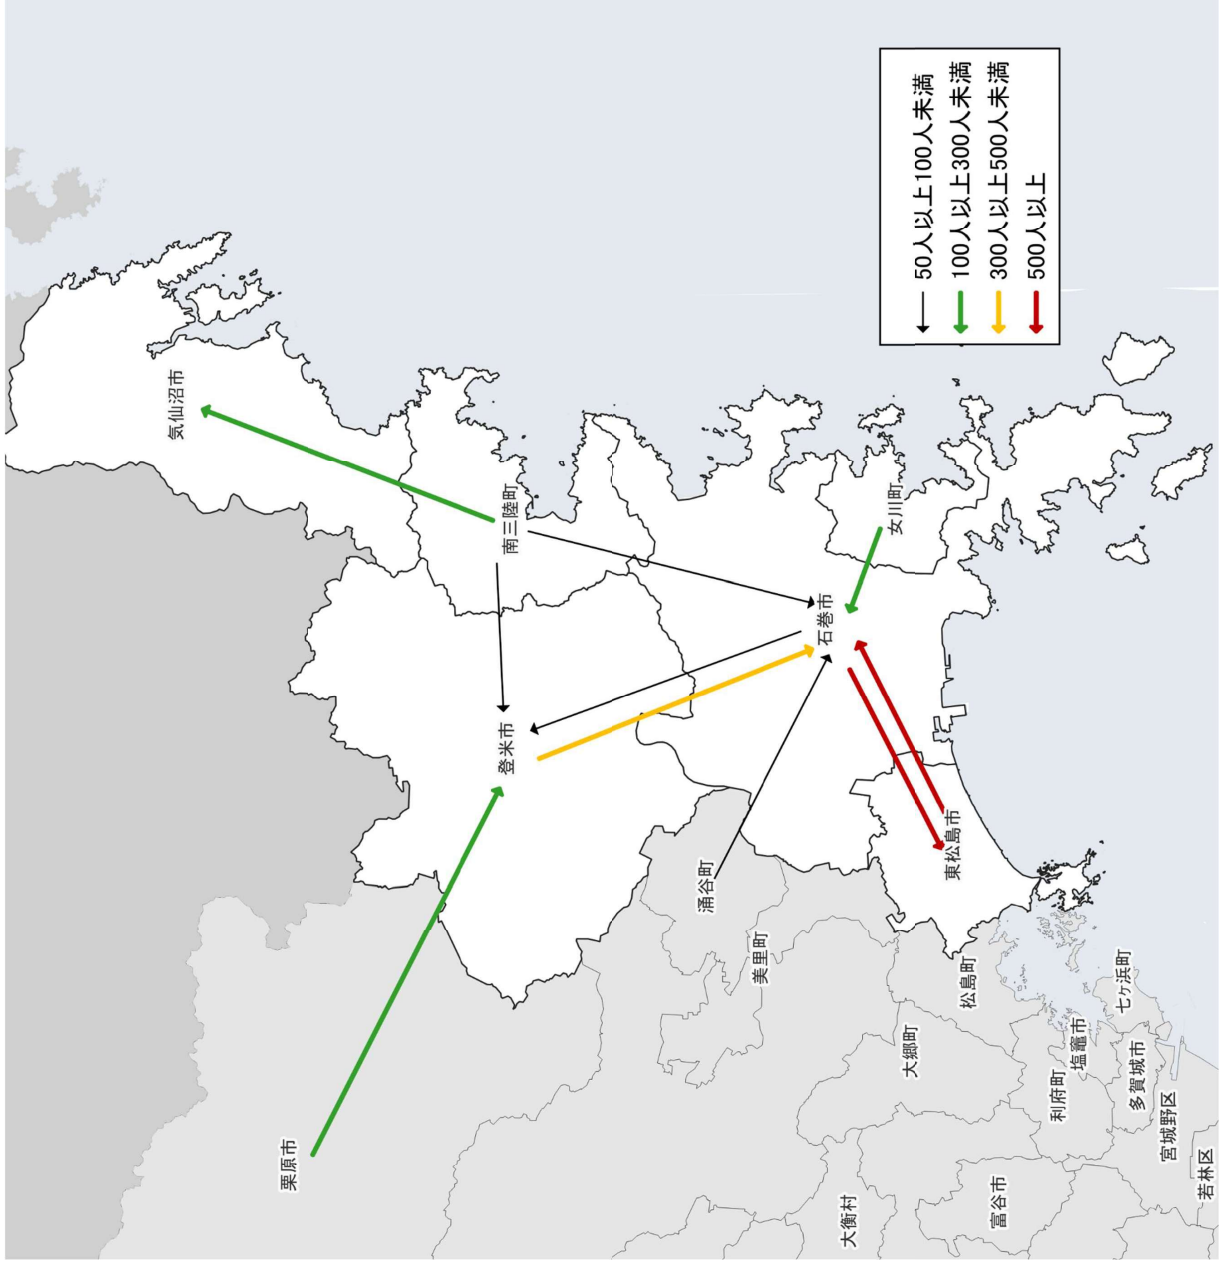 気仙沼市
南三陸町
登米市
栗原市
女川町
石巻市
涌谷町
美里町
東松島市
松島町
大郷町
七ヶ浜町
塩竈市
利府町
多賀城市
宮城野区
若林区
大衡村
富谷市
50人以上100人未満
100人以上300人未満
300人以上500人未満
500人以上